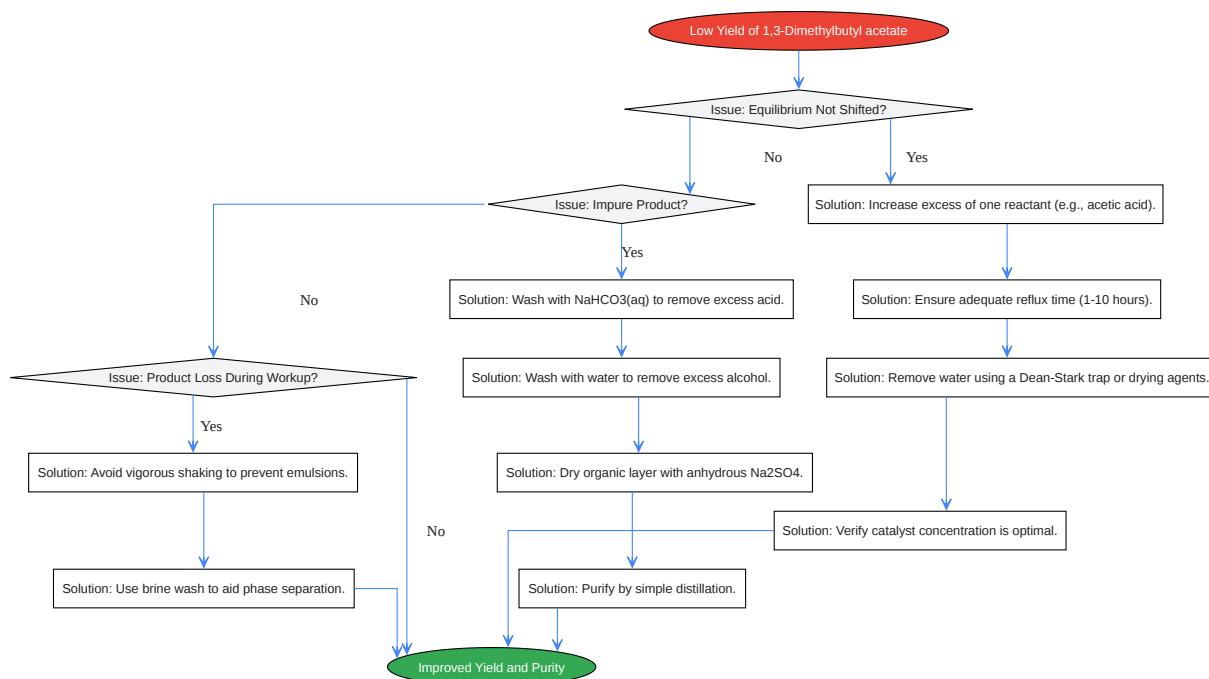 Low Yield of 1,3-Dimethylbutyl acetate
Issue: Equilibrium Not Shifted?
No
Yes
Issue: Impure Product?
Solution: Increase excess of one reactant (e.g., acetic acid).
Yes
No
Solution: Wash with NaHCO3(aq) to remove excess acid.
Solution: Ensure adequate reflux time (1-10 hours).
Issue: Product Loss During Workup?
Solution: Wash with water to remove excess alcohol.
Solution: Remove water using a Dean-Stark trap or drying agents.
Yes
Solution: Avoid vigorous shaking to prevent emulsions.
Solution: Dry organic layer with anhydrous Na2SO4.
No
Solution: Verify catalyst concentration is optimal.
Solution: Use brine wash to aid phase separation.
Solution: Purify by simple distillation.
Improved Yield and Purity